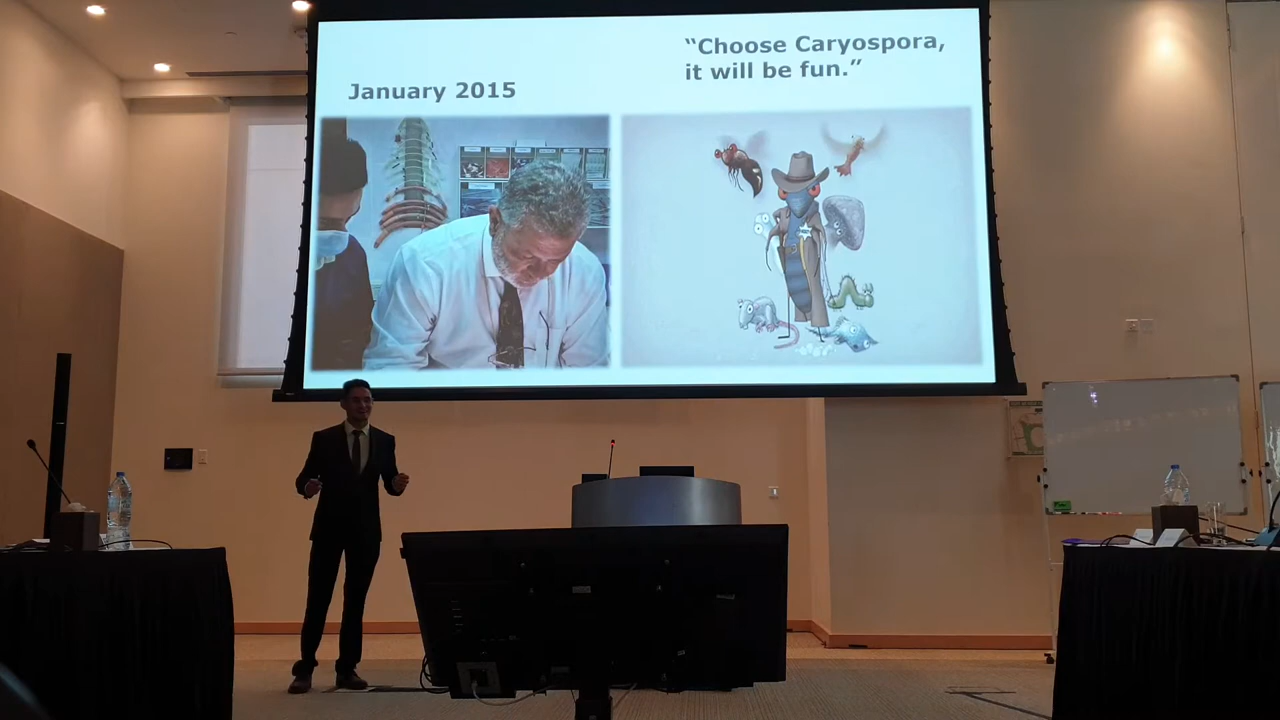 January 2015
“Choose Caryospora,
it will be fun.”